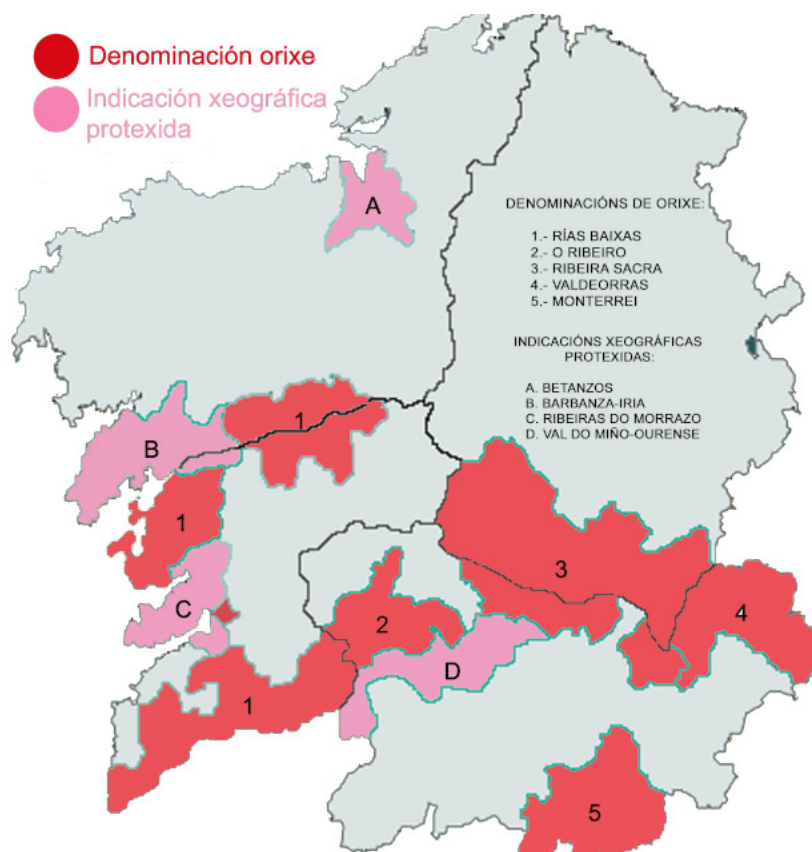 Denominación orixe
Indicación xeográfica
protexida
A
DENOMINACIÓNS DE ORIXE:
1.- RÍAS BAIXAS
2.- O RIBEIRO
3.- RIBEIRA SACRA
4.- VALDEORRAS
5.- MONTERREI
INDICACIÓNS XEOGRÁFICAS
PROTEXIDAS:
A. BETANZOS
B. BARBANZA-IRIA
C. RIBEIRAS DO MORRAZO
D. VAL DO MIÑO-OURENSE
1
B
1
3
C
4
2
D
1
5